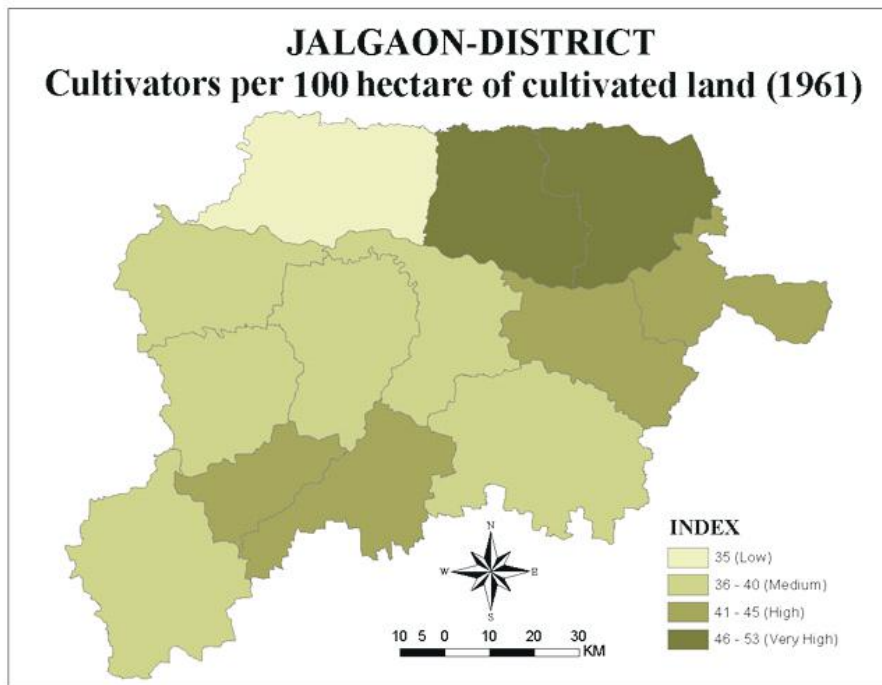 JALGAON-DISTRICT
Cultivators per 100 hectare of cultivated land (1961)
INDEX
35 (Low)
36 - 40 (Medium)
41 - 45 (High)
46 - 53 (Very High)
N
W E
S
10 5 0 10 20 30
KM